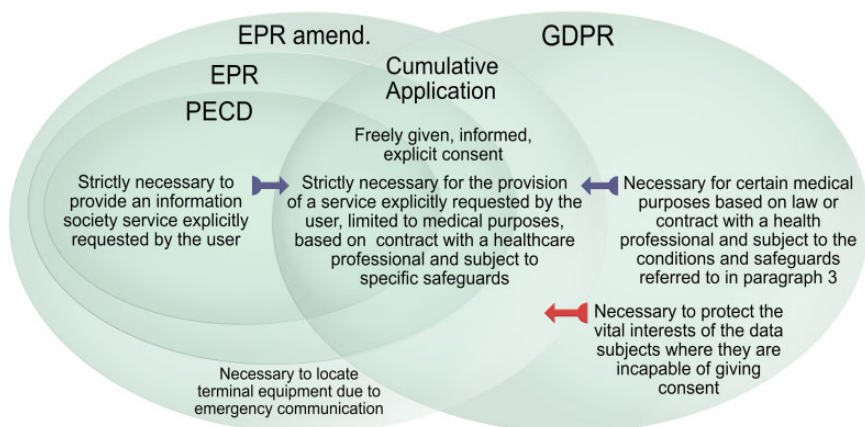 EPR amend.
GDPR
EPR
Cumulative
Application
PECD
Freely given, informed,
explicit consent
Strictly necessary to
provide an information
society service explicitly
requested by the user
Strictly necessary for the provision
of a service explicitly requested by the
user, limited to medical purposes,
based on contract with a healthcare
professional and subject to
specific safeguards
Necessary for certain medical
purposes based on law or
contract with a health
professional and subject to the
conditions and safeguards
referred to in paragraph 3
Necessary to protect the
vital interests of the data
subjects where they are
incapable of giving
consent
Necessary to locate
terminal equipment due to
emergency communication